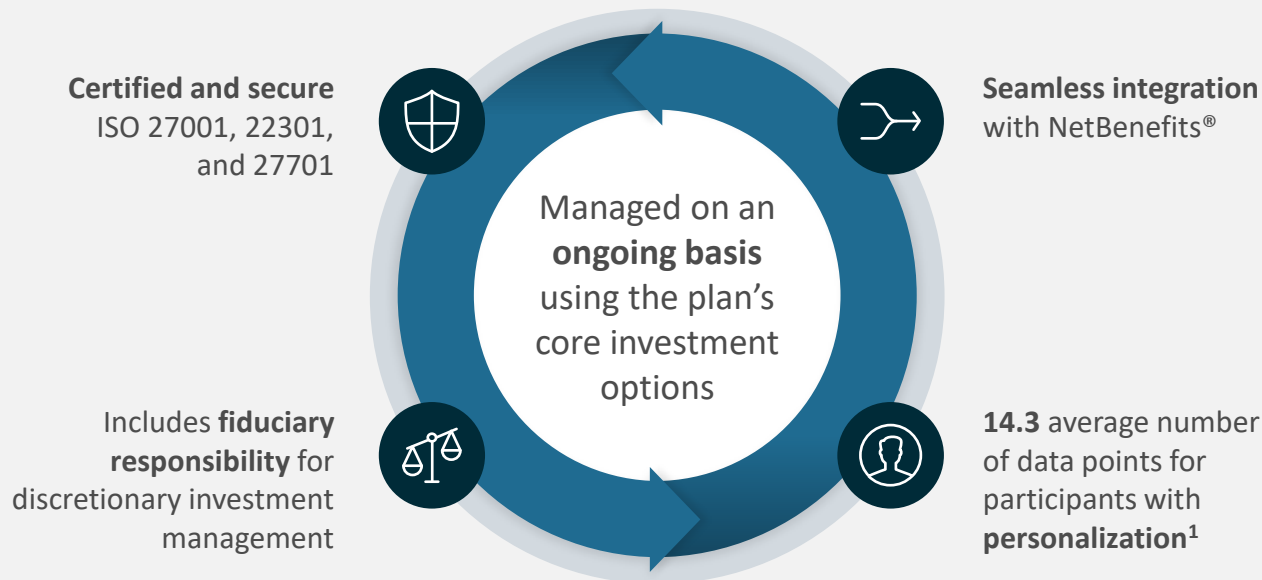 Certified and secure
ISO 27001, 22301,
and 27701
Seamless integration
with NetBenefits®
Managed on an
ongoing basis
using the plan’s
core investment
options
Includes fiduciary
responsibility for
discretionary investment
management
14.3 average number
of data points for
participants with
personalization¹